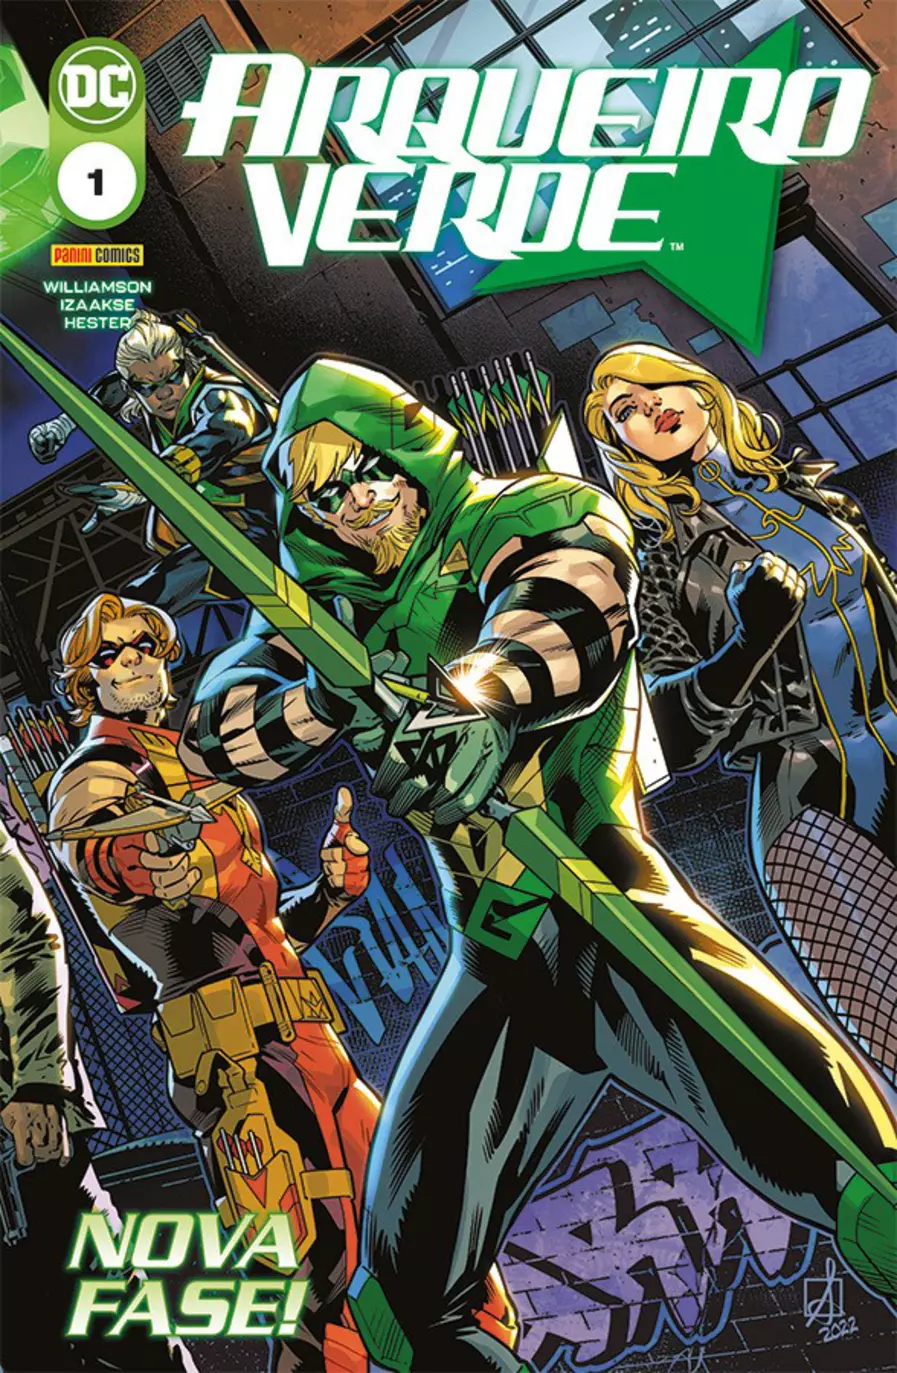 DC
1
PANINI COMICS
WILLIAMSON
IZAAKSE
HESTER
ARQUEIRO
VERDE
TM
NOVA
FASE!
2022